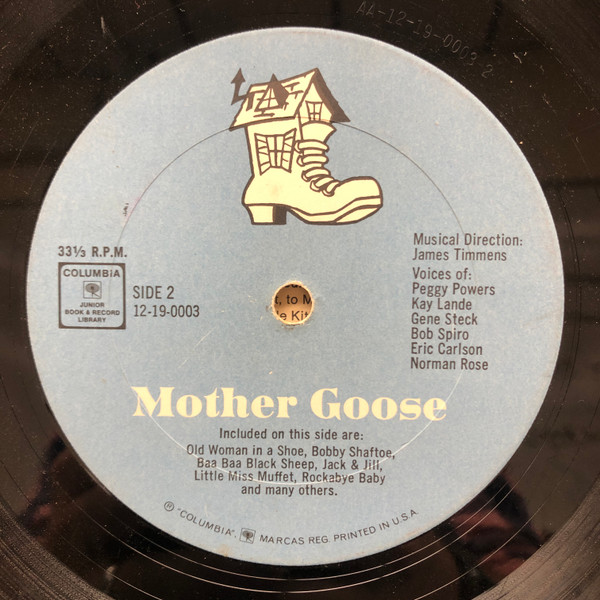 AA-12-19-0003-2
33⅓ R.P.M.
COLUMBIA
JUNIOR
BOOK & RECORD
LIBRARY
SIDE 2
12-19-0003
Musical Direction:
James Timmens
Voices of:
Peggy Powers
Kay Lande
Gene Steck
Bob Spiro
Eric Carlson
Norman Rose
to M
Kit
Mother Goose
Included on this side are:
Old Woman in a Shoe, Bobby Shaftoe,
Baa Baa Black Sheep, Jack & Jill,
Little Miss Muffet, Rockabye Baby
and many others.
® "COLUMBIA", MARCAS REG. PRINTED IN U.S.A.